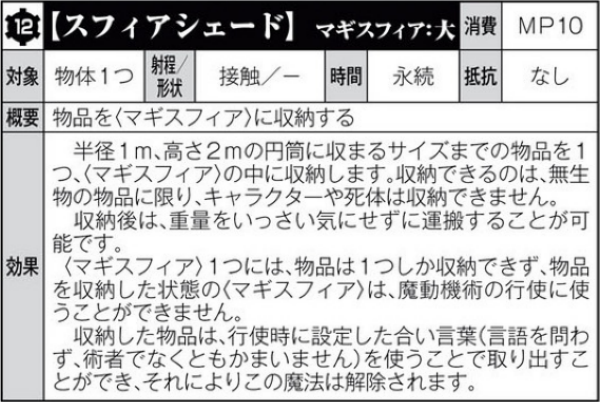 12 【スフィアシェード】 マギスフィア:大 消費 MP10
対象 物体1つ 射程/形状 接触/− 時間 永続 抵抗 なし
概要 物品を〈マギスフィア〉に収納する
効果
半径1m、高さ2mの円筒に収まるサイズまでの物品を1
つ、〈マギスフィア〉の中に収納します。収納できるのは、無生
物の物品に限り、キャラクターや死体は収納できません。
収納後は、重量をいっさい気にせずに運搬することが可
能です。
〈マギスフィア〉1つには、物品は1つしか収納できず、物品
を収納した状態の〈マギスフィア〉は、魔動機術の行使に使
うことができません。
収納した物品は、行使時に設定した合い言葉(言語を問わ
ず、術者でなくともかまいません)を使うことで取り出すこ
とができ、それによりこの魔法は解除されます。